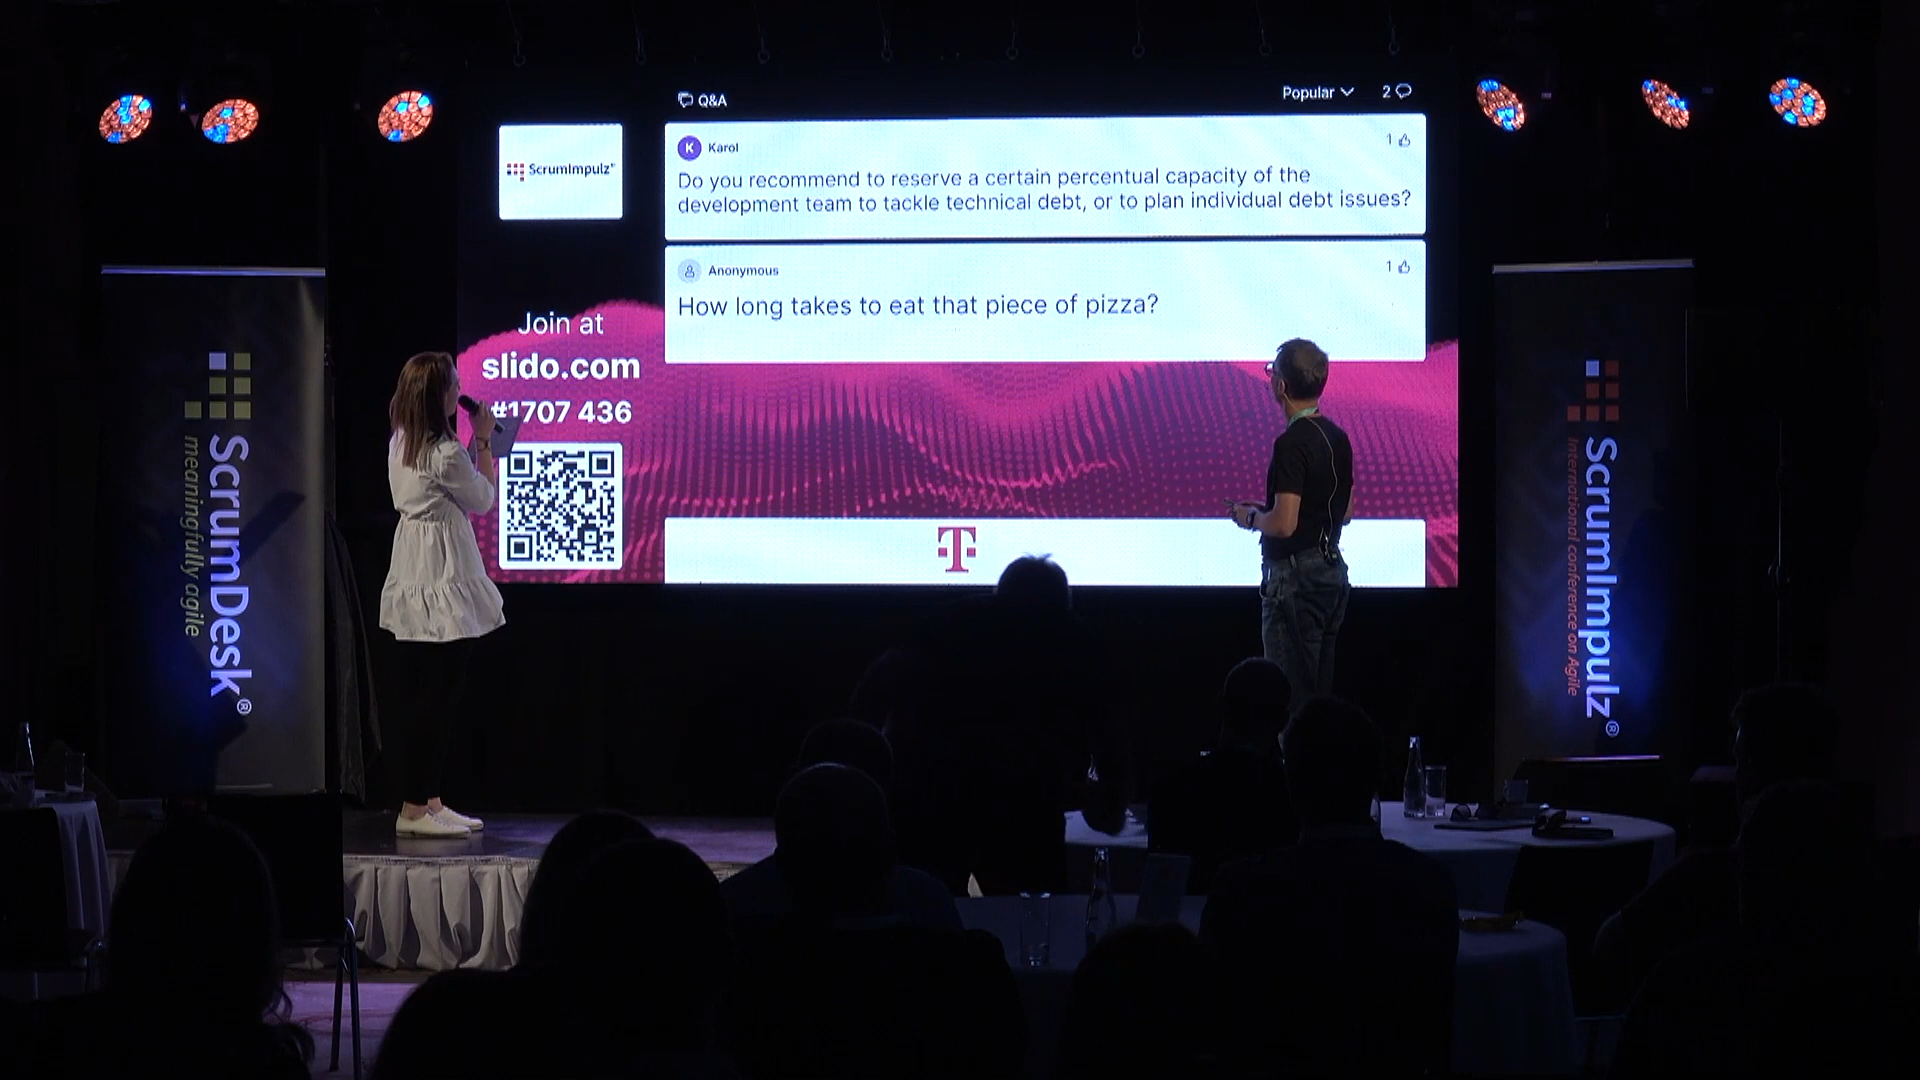 Q&A
Popular
2
ScrumImpulz®
K
Karol
1
Do you recommend to reserve a certain percentual capacity of the
development team to tackle technical debt, or to plan individual debt issues?
Anonymous
1
How long takes to eat that piece of pizza?
Join at
slido.com
#1707 436
T
ScrumDesk®
meaningfully agile
ScrumImpulz®
International conference on Agile